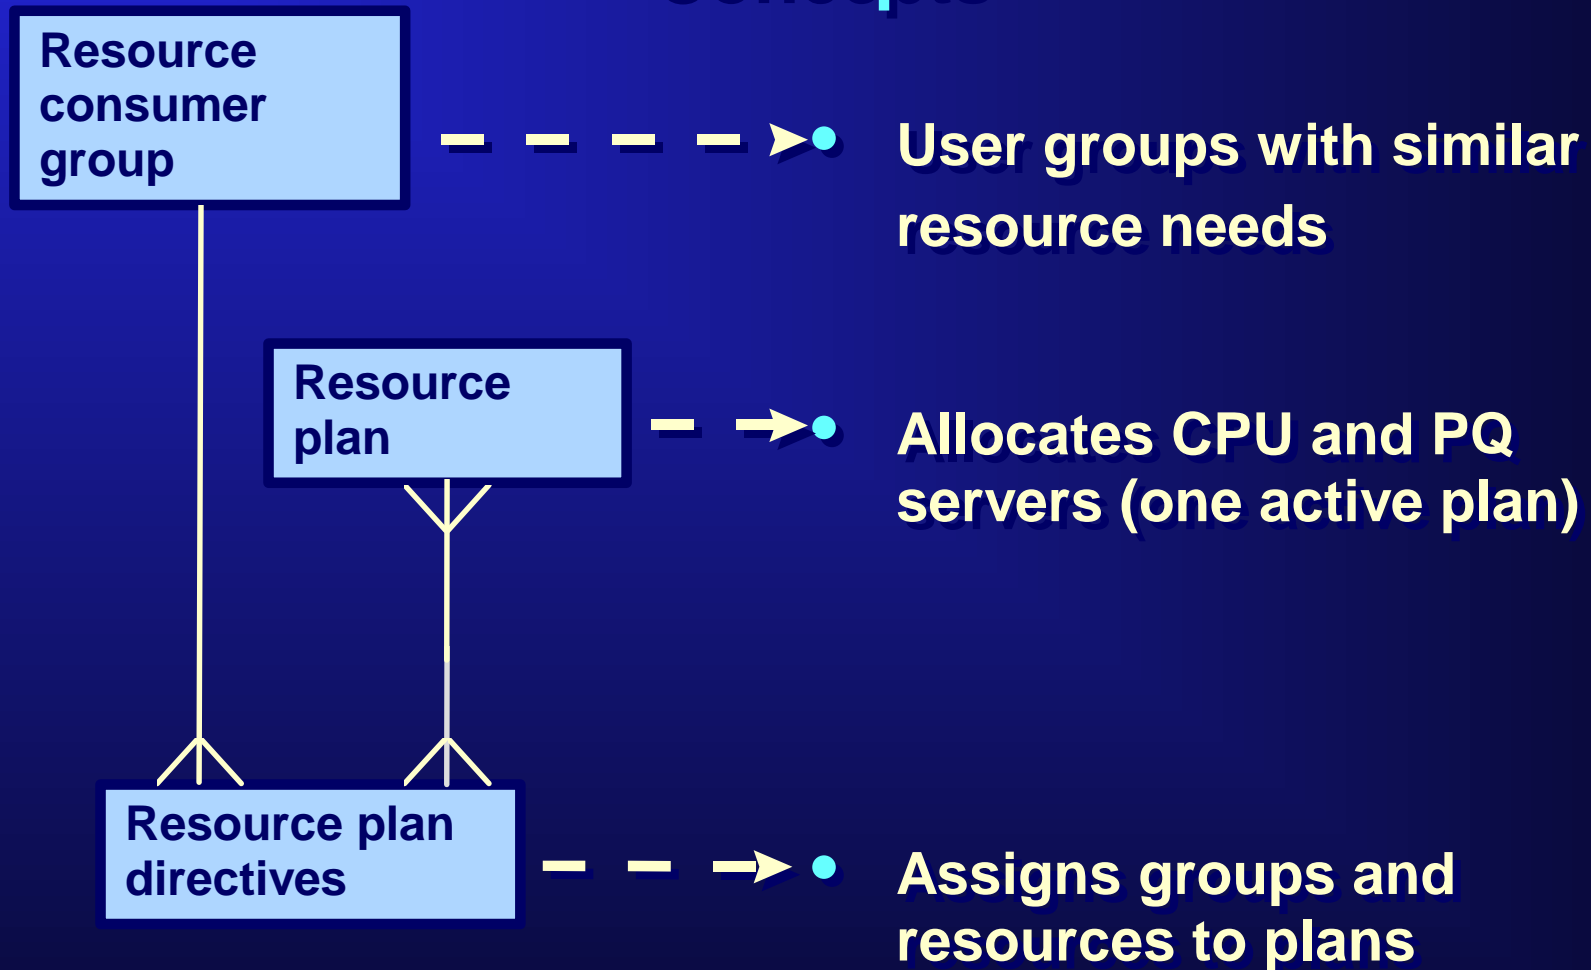 Concepts
Resource
consumer
group
User groups with similar
resource needs
Resource
plan
Allocates CPU and PQ
servers (one active plan)
Resource plan
directives
Assigns groups and
resources to plans